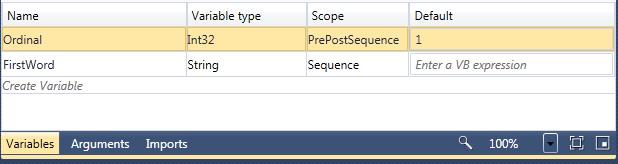 Name Variable type Scope Default
Ordinal Int32 PrePostSequence 1
FirstWord String Sequence Enter a VB expression
Create Variable
Variables Arguments Imports 100%